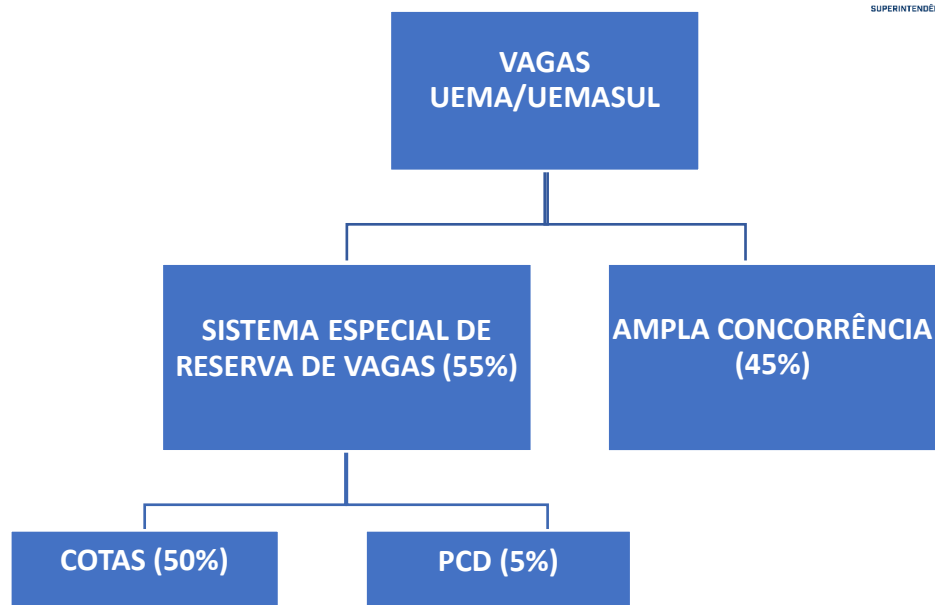 VAGAS
UEMA/UEMASUL
SISTEMA ESPECIAL DE
RESERVA DE VAGAS (55%)
AMPLA CONCORRÊNCIA
(45%)
COTAS (50%)
PCD (5%)